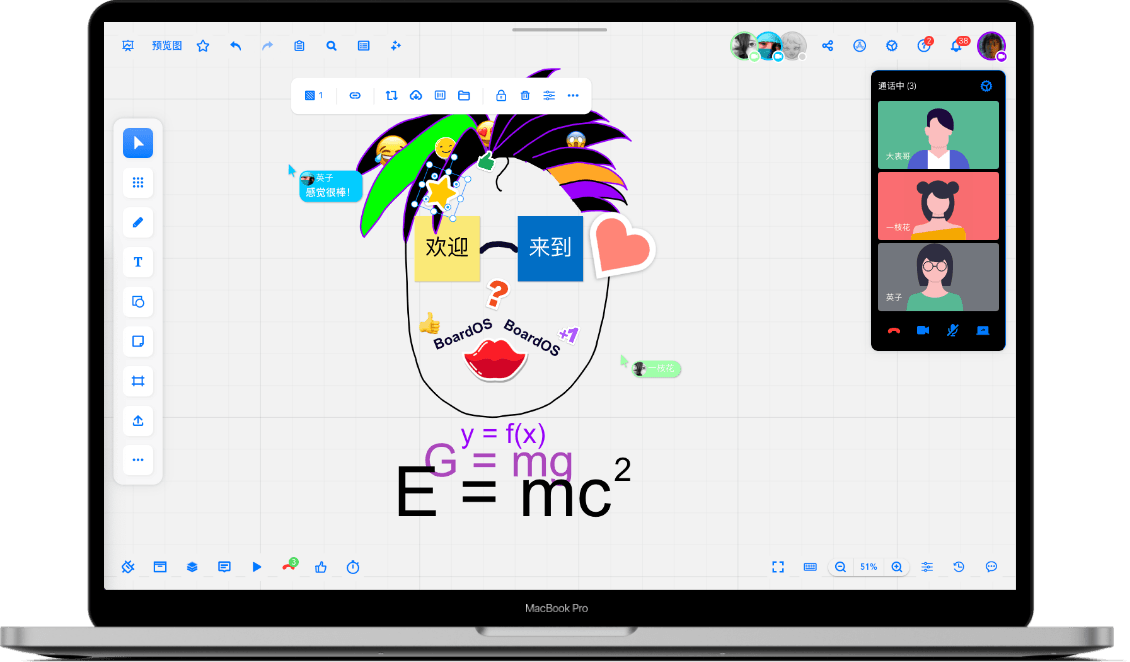 预览图
2
38
1
通话中 (3)
大表哥
一枝花
英子
英子
感觉很棒!
T
欢迎
来到
?
BoardOS
BoardOS
+1
一枝花
y = f(x)
G = mg
E = mc²
3
51%
MacBook Pro